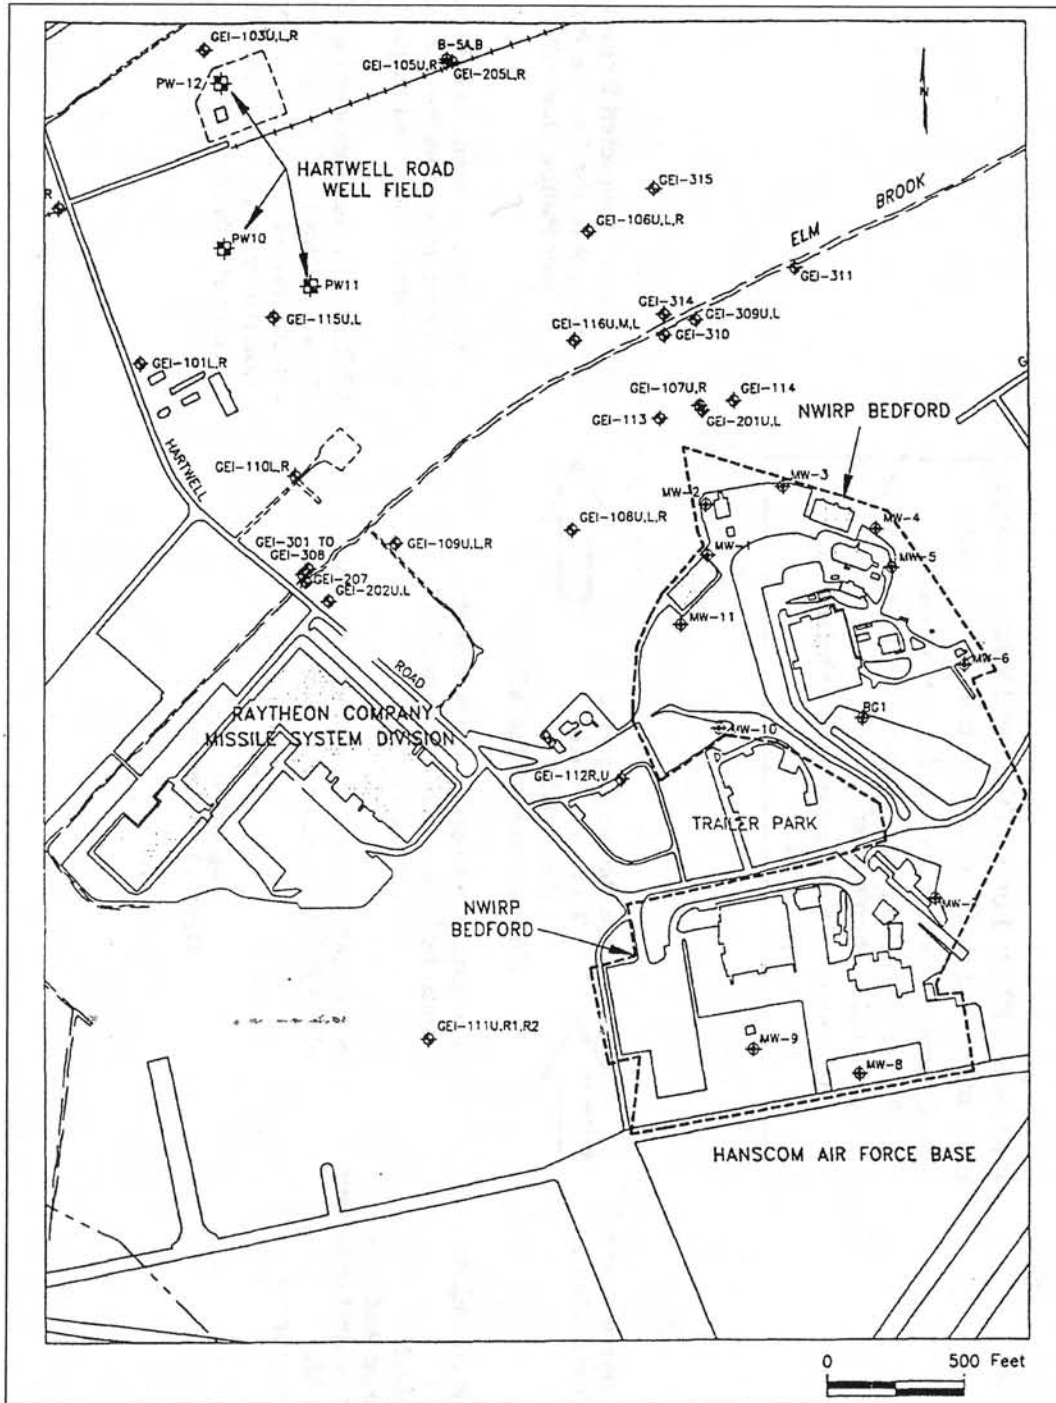 GEI-103U,L,R
B-5A,B
GEI-105U,R
GEI-205L,R
PW-12
N
HARTWELL ROAD
WELL FIELD
GEI-315
ELM BROOK
R
GEI-106U,L,R
PW10
GEI-311
PW11
GEI-314
GEI-309U,L
GEI-115U,L
GEI-116U,M,L
GEI-310
GEI-101L,R
G
GEI-107U,R
GEI-114
NWIRP BEDFORD
GEI-113
GEI-201U,L
HARTWELL
GEI-110L,R
MW-3
MW-2
GEI-108U,L,R
MW-4
GEI-301 TO
GEI-308
GEI-109U,L,R
MW-1
MW-5
GEI-207
GEI-202U,L
MW-11
MW-6
ROAD
RAYTHEON COMPANY
MISSILE SYSTEM DIVISION
BG1
MW-10
GEI-112R,U
TRAILER PARK
NWIRP
BEDFORD
GEI-111U,R1,R2
MW-9
MW-8
HANSCOM AIR FORCE BASE
0 500 Feet